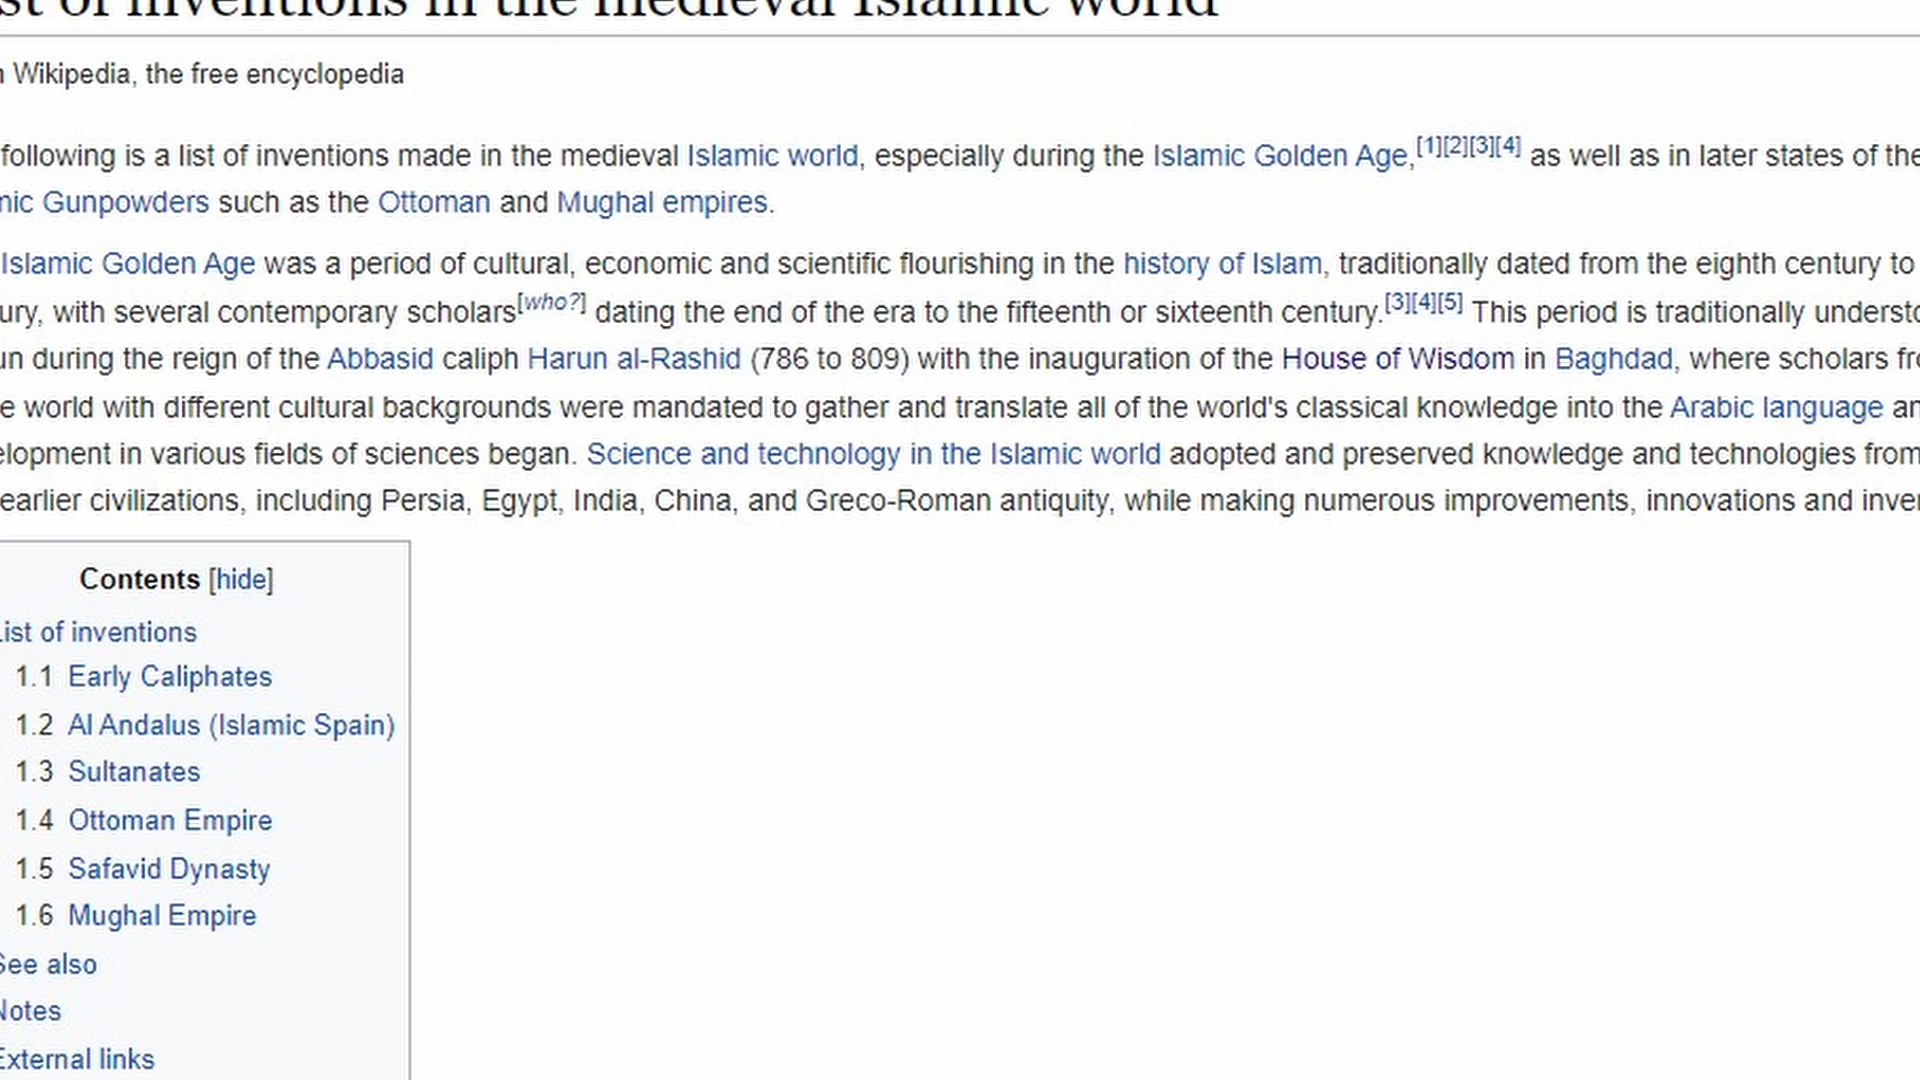 of inventions in the medieval Islamic world
Wikipedia, the free encyclopedia
following is a list of inventions made in the medieval Islamic world, especially during the Islamic Golden Age,[1][2][3][4] as well as in later states of the
Gunpowders such as the Ottoman and Mughal empires.
Islamic Golden Age was a period of cultural, economic and scientific flourishing in the history of Islam, traditionally dated from the eighth century to
with several contemporary scholars[who?] dating the end of the era to the fifteenth or sixteenth century.[3][4][5] This period is traditionally
during the reign of the Abbasid caliph Harun al-Rashid (786 to 809) with the inauguration of the House of Wisdom in Baghdad, where scholars
world with different cultural backgrounds were mandated to gather and translate all of the world's classical knowledge into the Arabic language
in various fields of sciences began. Science and technology in the Islamic world adopted and preserved knowledge and technologies from
earlier civilizations, including Persia, Egypt, India, China, and Greco-Roman antiquity, while making numerous improvements, innovations and
Contents [hide]
List of inventions
1.1 Early Caliphates
1.2 Al Andalus (Islamic Spain)
1.3 Sultanates
1.4 Ottoman Empire
1.5 Safavid Dynasty
1.6 Mughal Empire
See also
Notes
External links